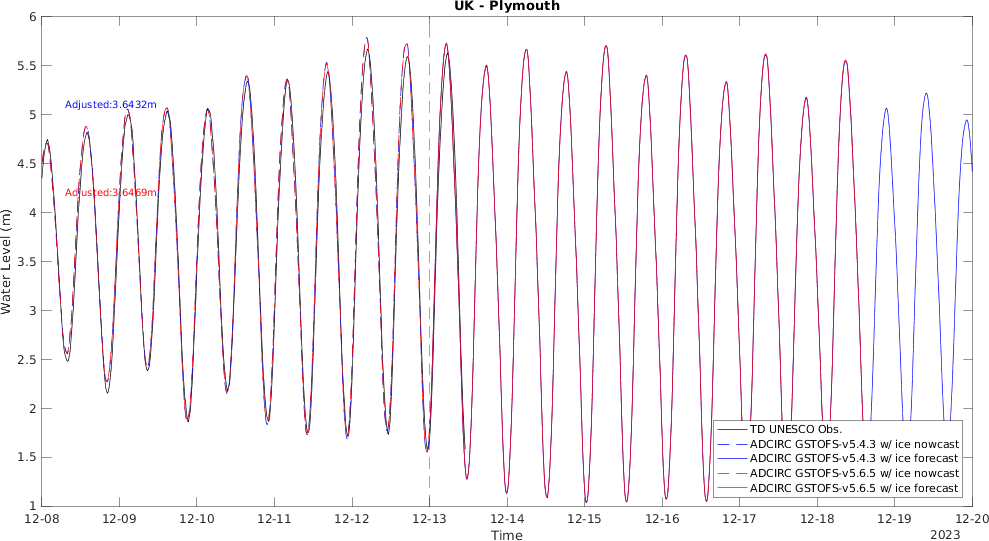 UK - Plymouth
6
5.5
5
4.5
4
3.5
3
2.5
2
1.5
1
Water Level (m)
Adjusted:3.6432m
Adjusted:3.6469m
TD UNESCO Obs.
ADCIRC GSTOFS-v5.4.3 w/ ice nowcast
ADCIRC GSTOFS-v5.4.3 w/ ice forecast
ADCIRC GSTOFS-v5.6.5 w/ ice nowcast
ADCIRC GSTOFS-v5.6.5 w/ ice forecast
12-08 12-09 12-10 12-11 12-12 12-13 12-14 12-15 12-16 12-17 12-18 12-19 12-20
Time
2023